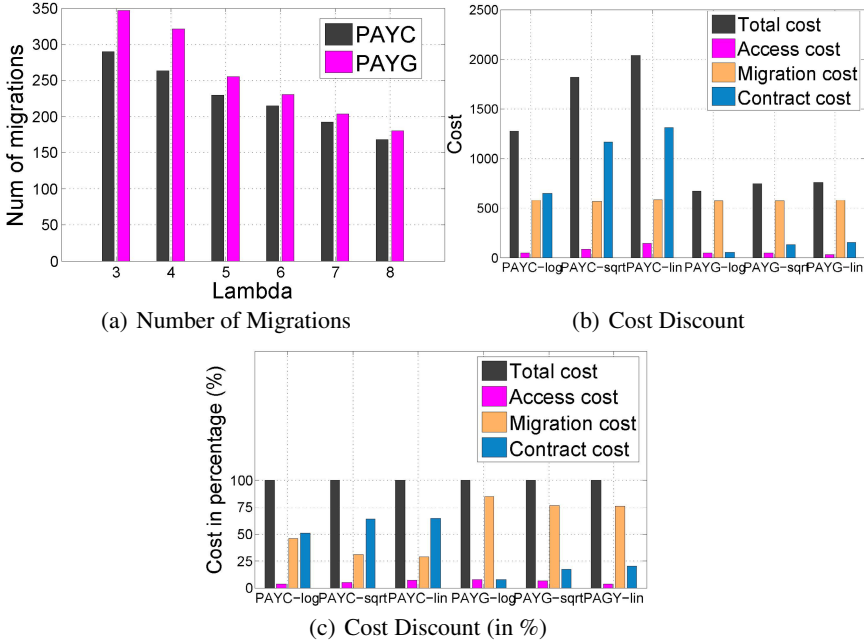 350
300
250
200
150
100
50
0
Num of migrations
PAYC
PAYG
3 4 5 6 7 8
Lambda
(a) Number of Migrations
2500
2000
1500
1000
500
0
Cost
Total cost
Access cost
Migration cost
Contract cost
PAYC-log PAYC-sqrt PAYC-lin PAYG-log PAYG-sqrt PAYG-lin
(b) Cost Discount
100
75
50
25
0
Cost in percentage (%)
Total cost
Access cost
Migration cost
Contract cost
PAYC-log PAYC-sqrt PAYC-lin PAYG-log PAYG-sqrt PAGY-lin
(c) Cost Discount (in %)